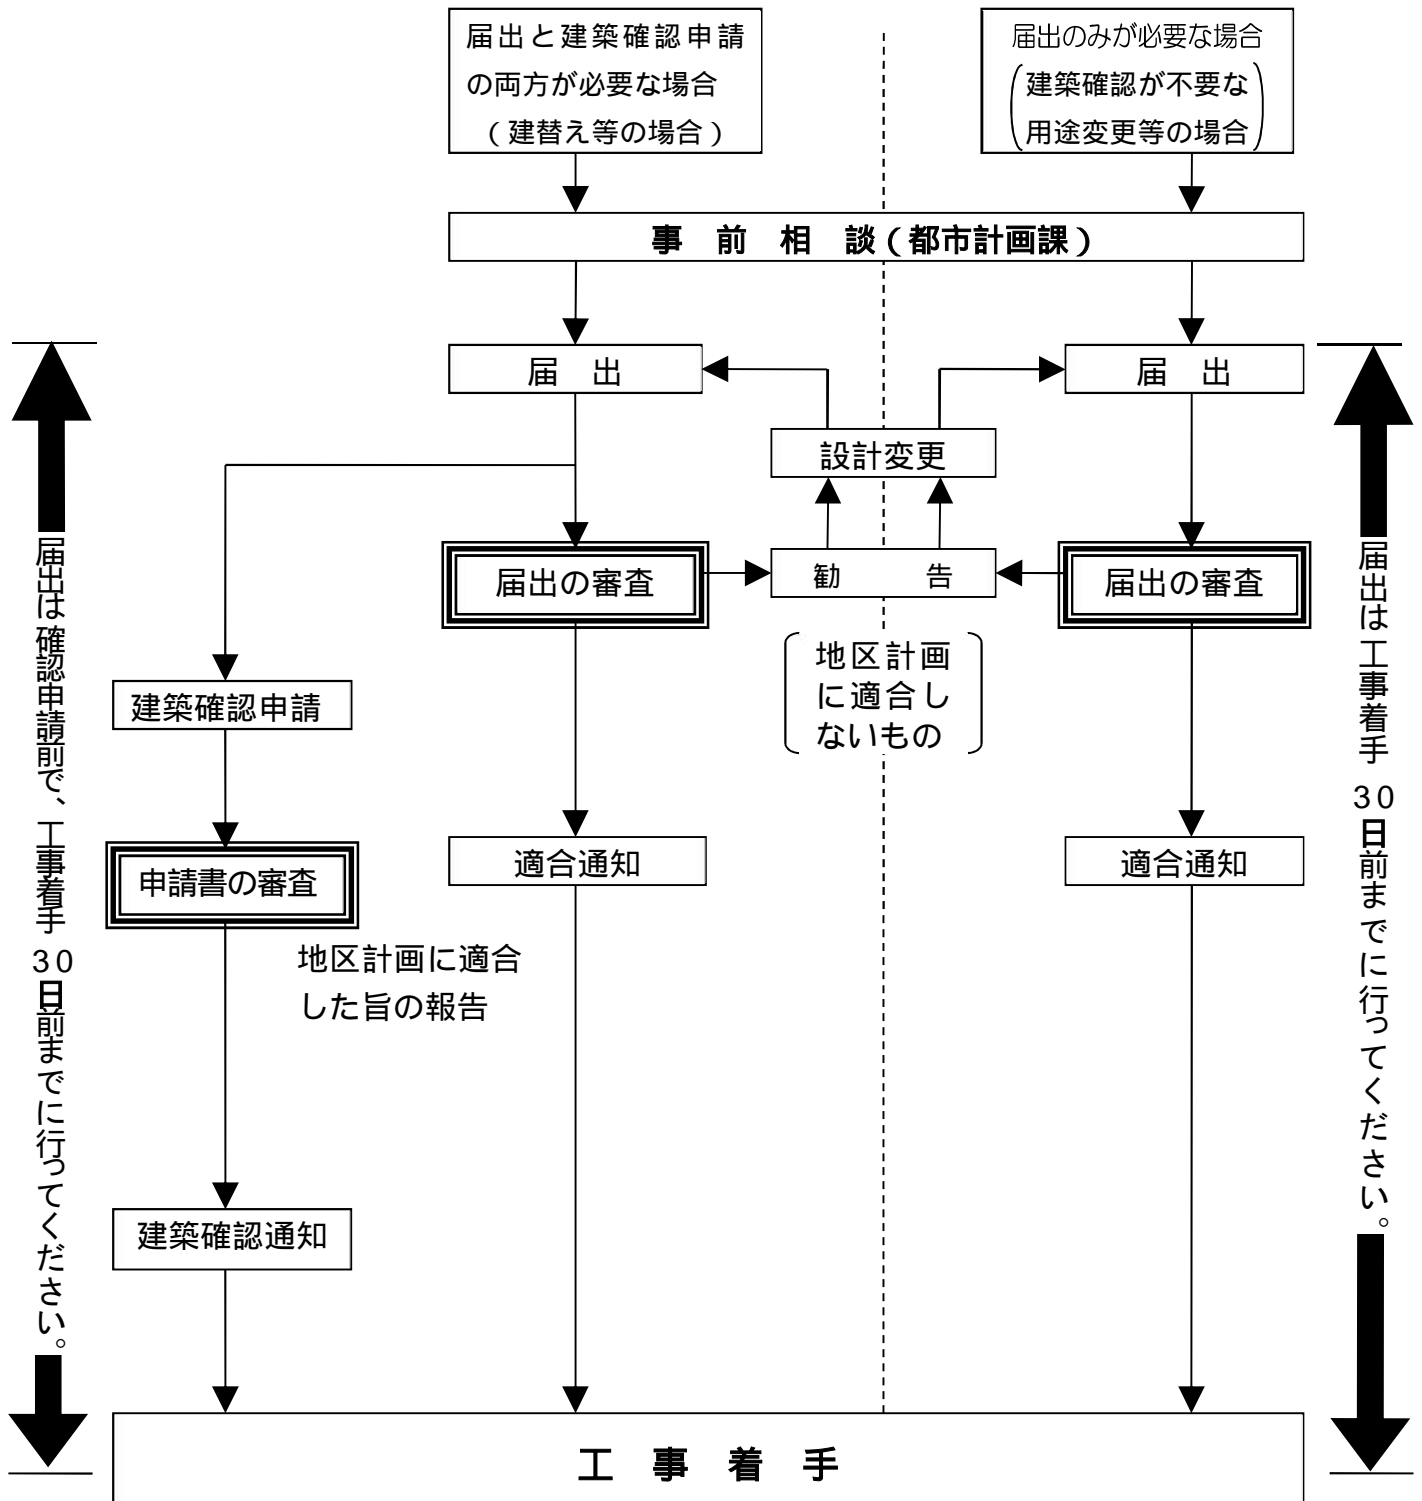 届出と建築確認申請
の両方が必要な場合
(建替え等の場合)
届出のみが必要な場合
建築確認が不要な
用途変更等の場合
事 前 相 談(都市計画課)
届 出
届 出
設計変更
届出の審査
勧 告
届出の審査
地区計画
に適合し
ないもの
建築確認申請
適合通知
適合通知
申請書の審査
地区計画に適合
した旨の報告
建築確認通知
工 事 着 手
届出は確認申請前で、工事着手30日前までに行ってください。
届出は工事着手30日前までに行ってください。